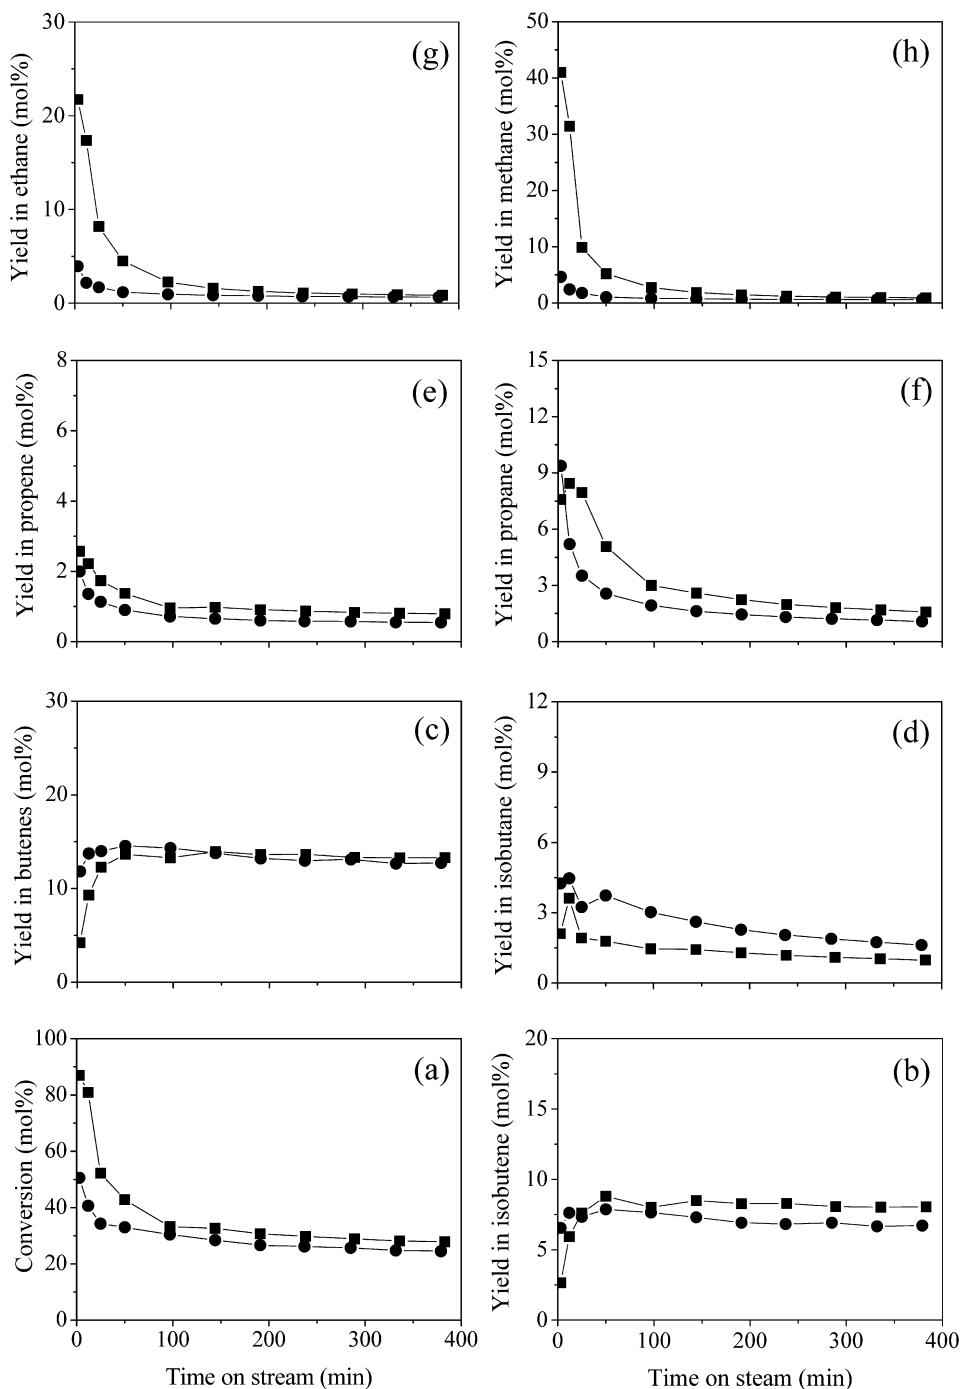 30
20
10
0
Yield in ethane (mol%)
(g)
50
40
30
20
10
0
Yield in methane (mol%)
(h)
8
6
4
2
0
Yield in propene (mol%)
(e)
15
12
9
6
3
0
Yield in propane (mol%)
(f)
30
20
10
0
Yield in butenes (mol%)
(c)
12
9
6
3
0
Yield in isobutane (mol%)
(d)
100
80
60
40
20
0
Conversion (mol%)
(a)
0 100 200 300 400
Time on stream (min)
20
15
10
5
0
Yield in isobutene (mol%)
(b)
0 100 200 300 400
Time on steam (min)